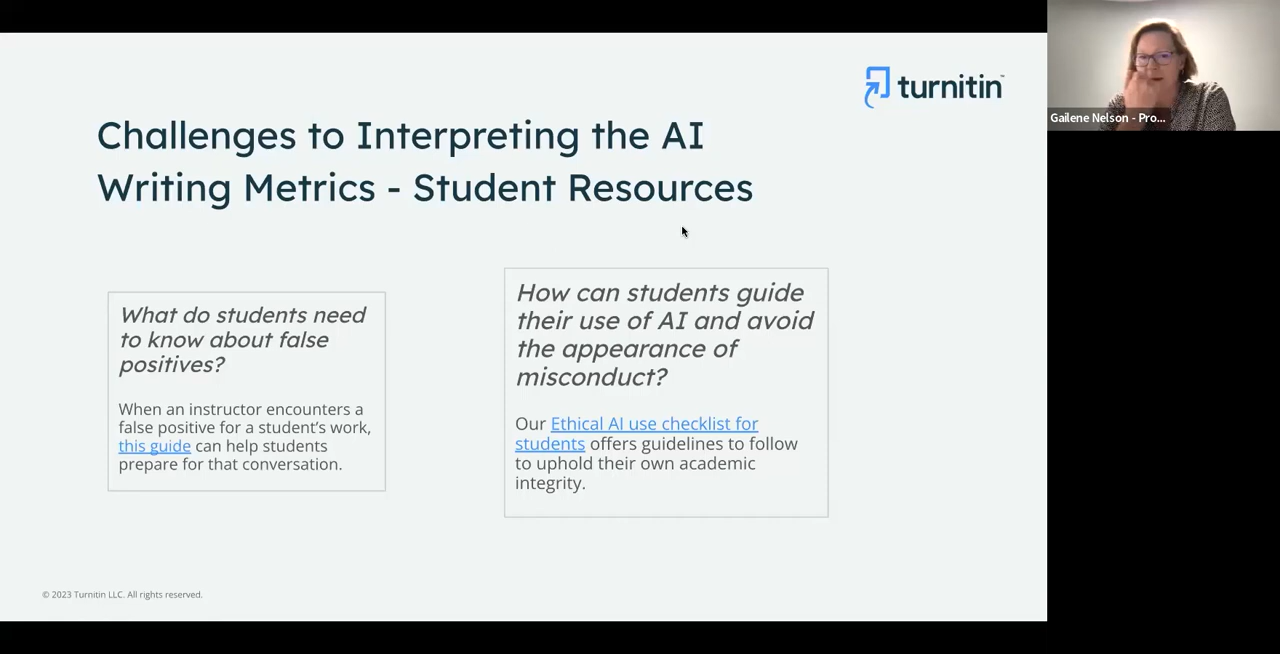 turnitin™
Challenges to Interpreting the AI
Writing Metrics - Student Resources
What do students need
to know about false
positives?
When an instructor encounters a
false positive for a student's work,
this guide can help students
prepare for that conversation.
How can students guide
their use of AI and avoid
the appearance of
misconduct?
Our Ethical AI use checklist for
students offers guidelines to follow
to uphold their own academic
integrity.
© 2023 Turnitin LLC. All rights reserved.
Gailene Nelson - Pro...